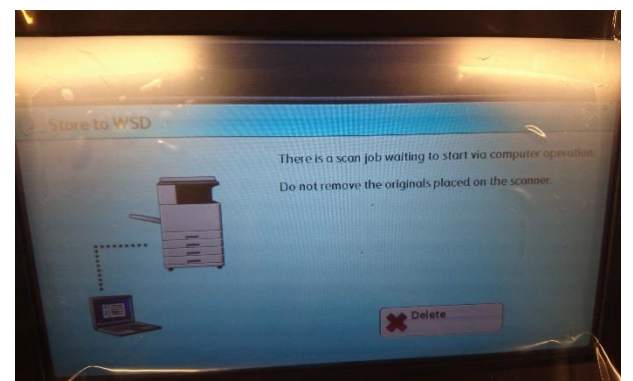 Store to WSD
There is a scan job waiting to start via computer operation.
Do not remove the originals placed on the scanner.
Delete